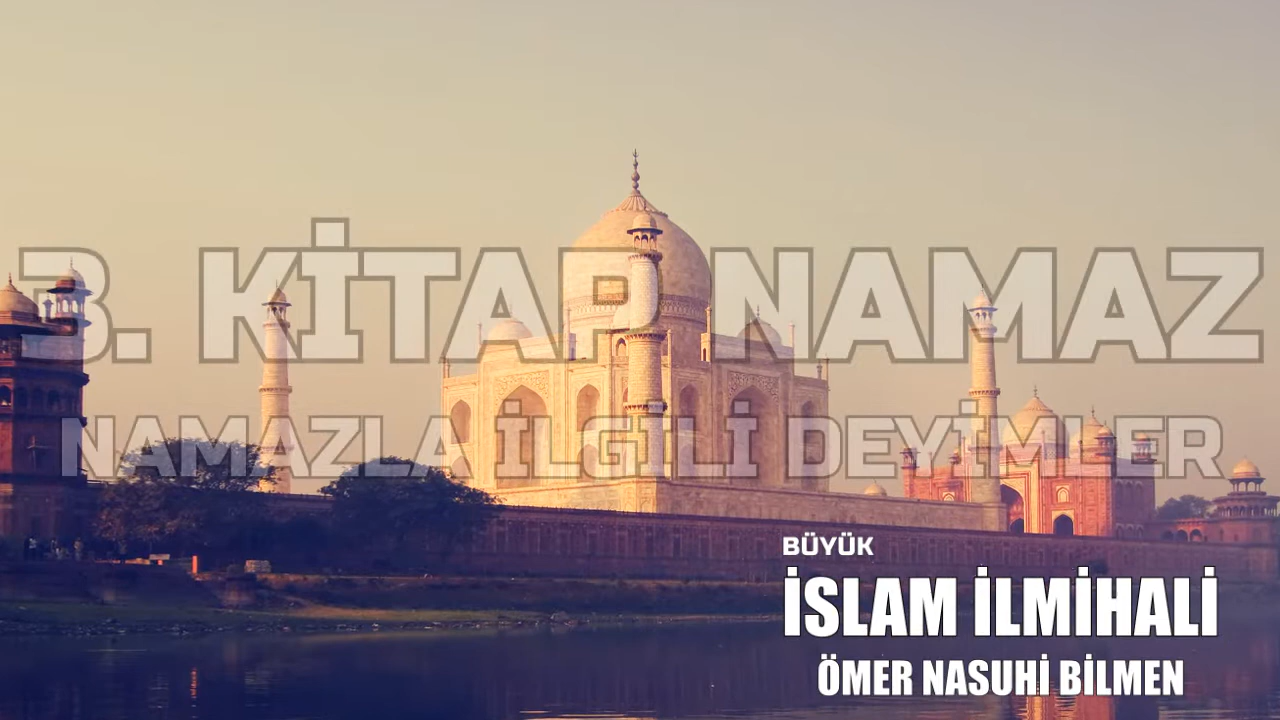 3. KİTAP NAMAZ
NAMAZLA İLGİLİ DEYİMLER
BÜYÜK
İSLAM İLMİHALİ
ÖMER NASUHİ BİLMEN